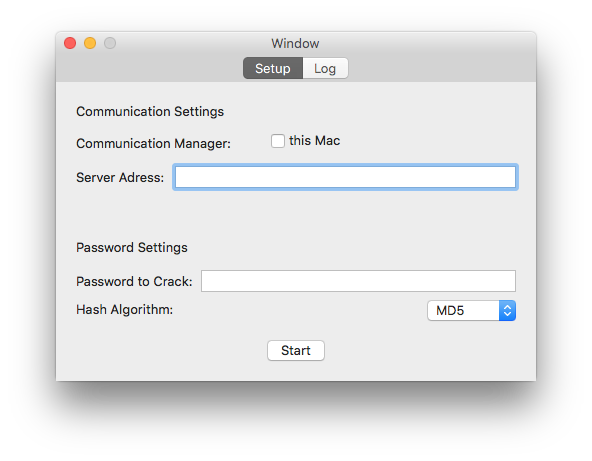 Window
Setup Log
Communication Settings
Communication Manager: this Mac
Server Adress:
Password Settings
Password to Crack:
Hash Algorithm: MD5
Start